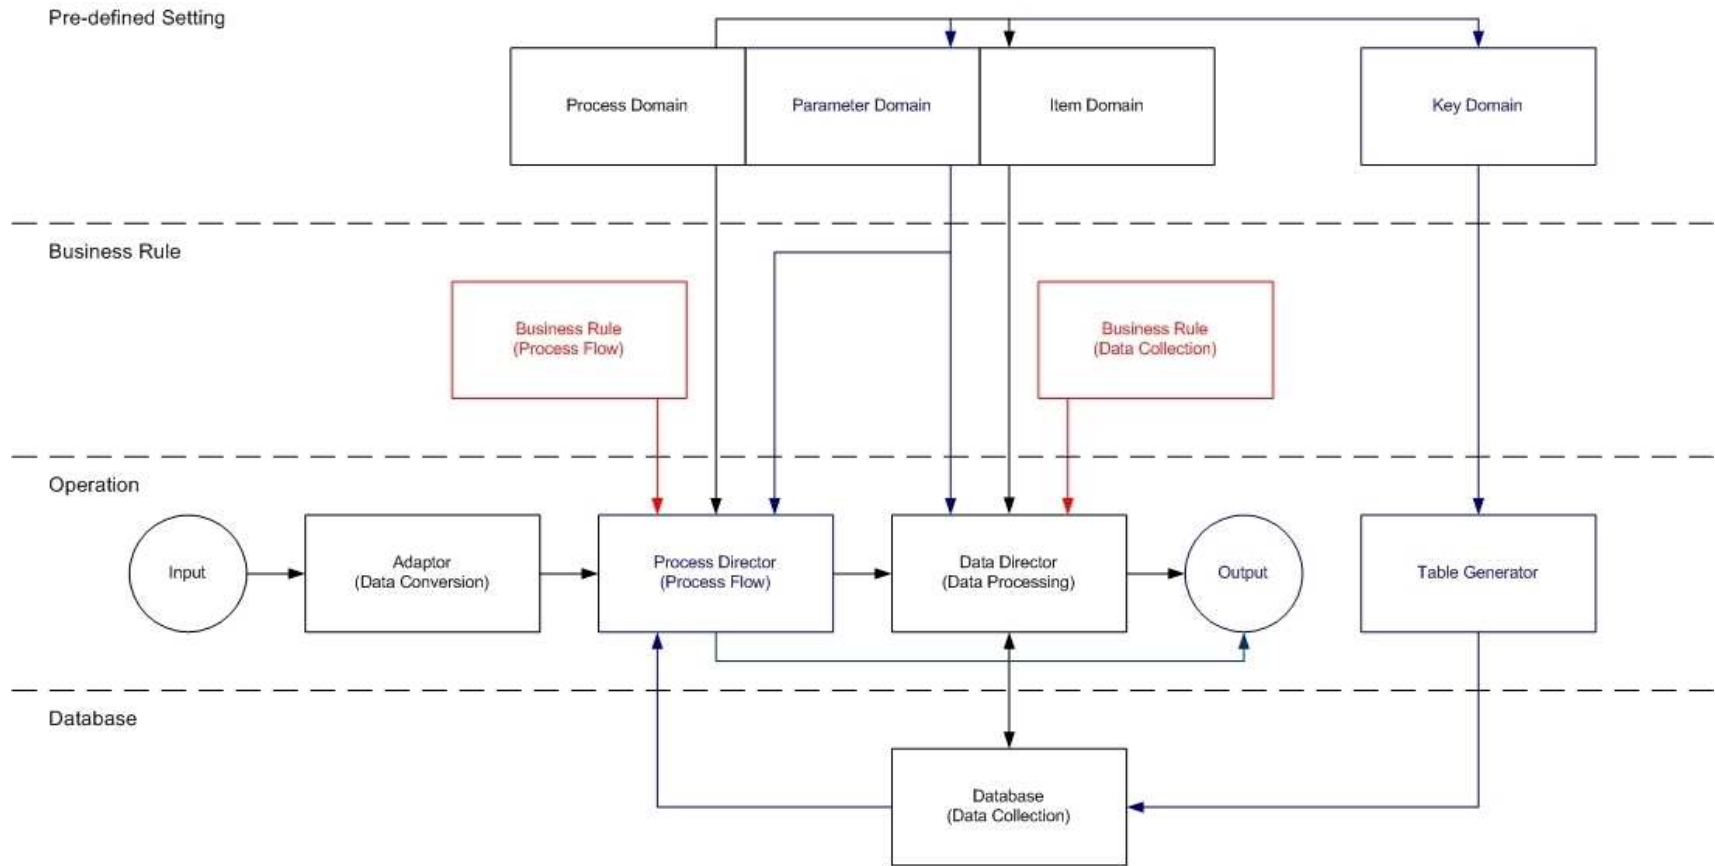 Pre-defined Setting
Process Domain
Parameter Domain
Item Domain
Key Domain
Business Rule
Business Rule
(Process Flow)
Business Rule
(Data Collection)
Operation
Input
Adaptor
(Data Conversion)
Process Director
(Process Flow)
Data Director
(Data Processing)
Output
Table Generator
Database
Database
(Data Collection)